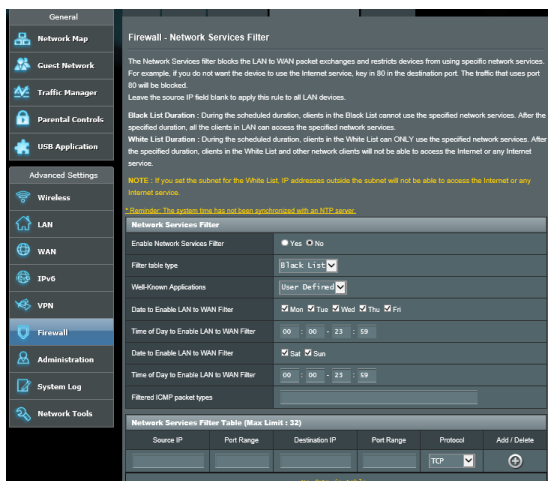 General
Network Map
Guest Network
Traffic Manager
Parental Controls
USB Application
Advanced Settings
Wireless
LAN
WAN
IPv6
VPN
Firewall
Administration
System Log
Network Tools
Firewall - Network Services Filter
The Network Services filter blocks the LAN to WAN packet exchanges and restricts devices from using specific network services.
For example, if you do not want the device to use the Internet service, key in 80 in the destination port. The traffic that uses port
80 will be blocked.
Leave the source IP field blank to apply this rule to all LAN devices.
Black List Duration : During the scheduled duration, clients in the Black List cannot use the specified network services. After the
specified duration, all the clients in LAN can access the specified network services.
White List Duration : During the scheduled duration, clients in the White List can ONLY use the specified network services. After
the specified duration, clients in the White List and other network clients will not be able to access the Internet or any Internet
service.
NOTE : If you set the subnet for the White List, IP addresses outside the subnet will not be able to access the Internet or any
Internet service.
* Reminder: The system time has not been synchronized with an NTP server.
Network Services Filter
Enable Network Services Filter Yes No
Filter table type Black List
Well-Known Applications User Defined
Date to Enable LAN to WAN Filter Mon Tue Wed Thu Fri
Time of Day to Enable LAN to WAN Filter 00 : 00 - 23 : 59
Date to Enable LAN to WAN Filter Sat Sun
Time of Day to Enable LAN to WAN Filter 00 : 00 - 23 : 59
Filtered ICMP packet types
Network Services Filter Table (Max Limit : 32)
Source IP Port Range Destination IP Port Range Protocol Add / Delete
TCP